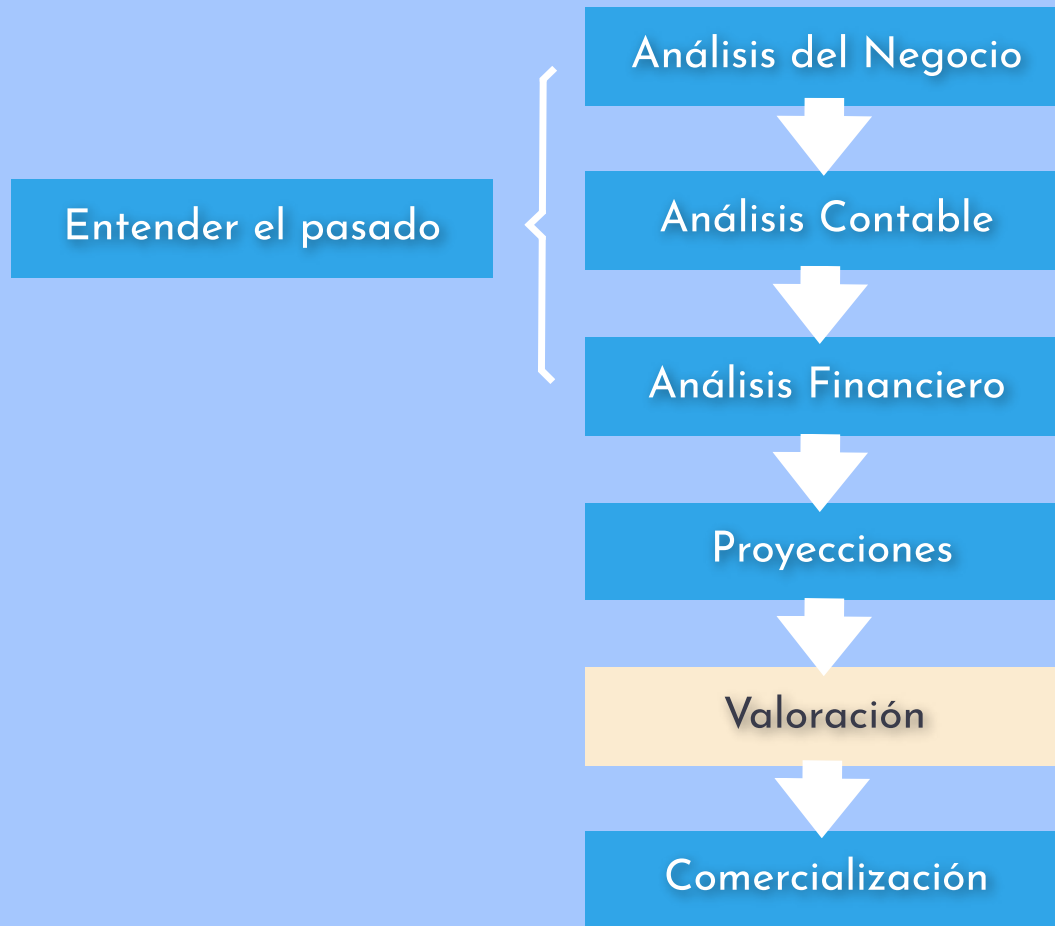 Análisis del Negocio
Entender el pasado
Análisis Contable
Análisis Financiero
Proyecciones
Valoración
Comercialización